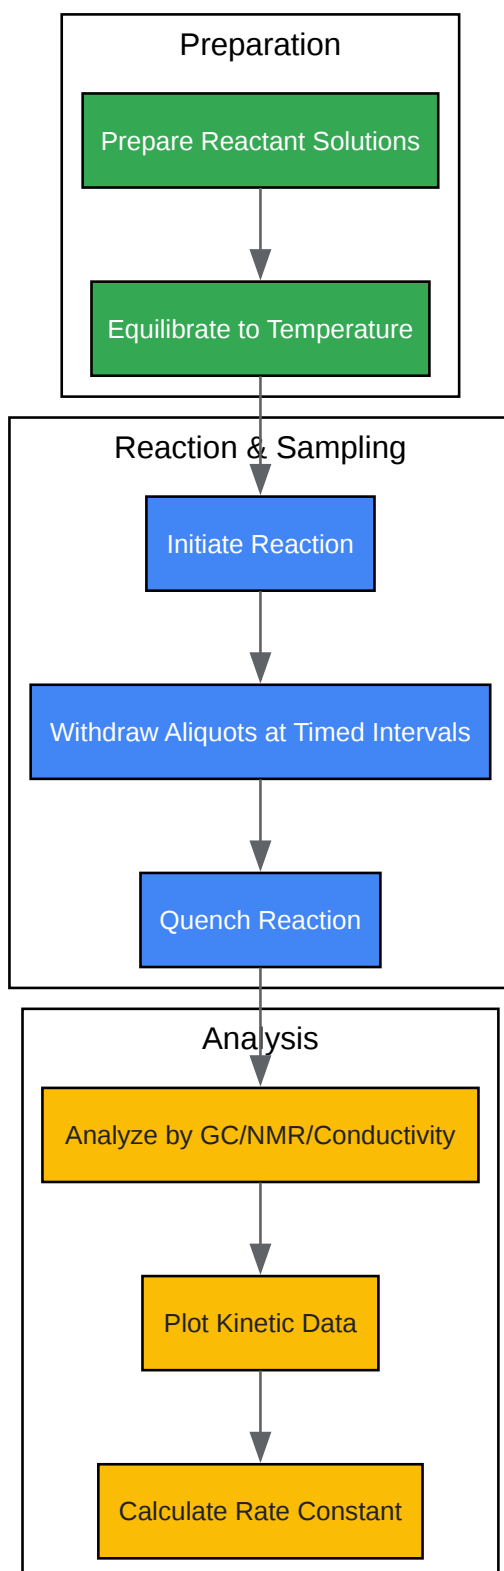 Preparation
Prepare Reactant Solutions
Equilibrate to Temperature
Reaction & Sampling
Initiate Reaction
Withdraw Aliquots at Timed Intervals
Quench Reaction
Analysis
Analyze by GC/NMR/Conductivity
Plot Kinetic Data
Calculate Rate Constant